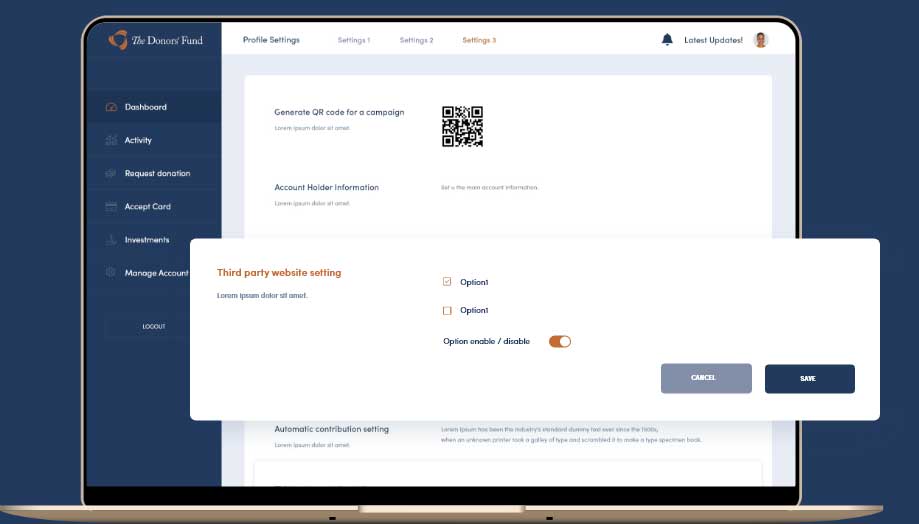 The Donors' Fund
Profile Settings
Settings 1
Settings 2
Settings 3
Latest Updates!
Dashboard
Activity
Request donation
Accept Card
Investments
Manage Account
LOGOUT
Generate QR code for a campaign
Lorem ipsum dolor sit amet.
Account Holder Information
Lorem ipsum dolor sit amet.
Set u the main account information.
Third party website setting
Lorem ipsum dolor sit amet.
Option1
Option1
Option enable / disable
CANCEL
SAVE
Automatic contribution setting
Lorem ipsum dolor sit amet.
Lorem Ipsum has been the industry's standard dummy text ever since the 1500s,
when an unknown printer took a galley of type and scrambled it to make a type specimen book.